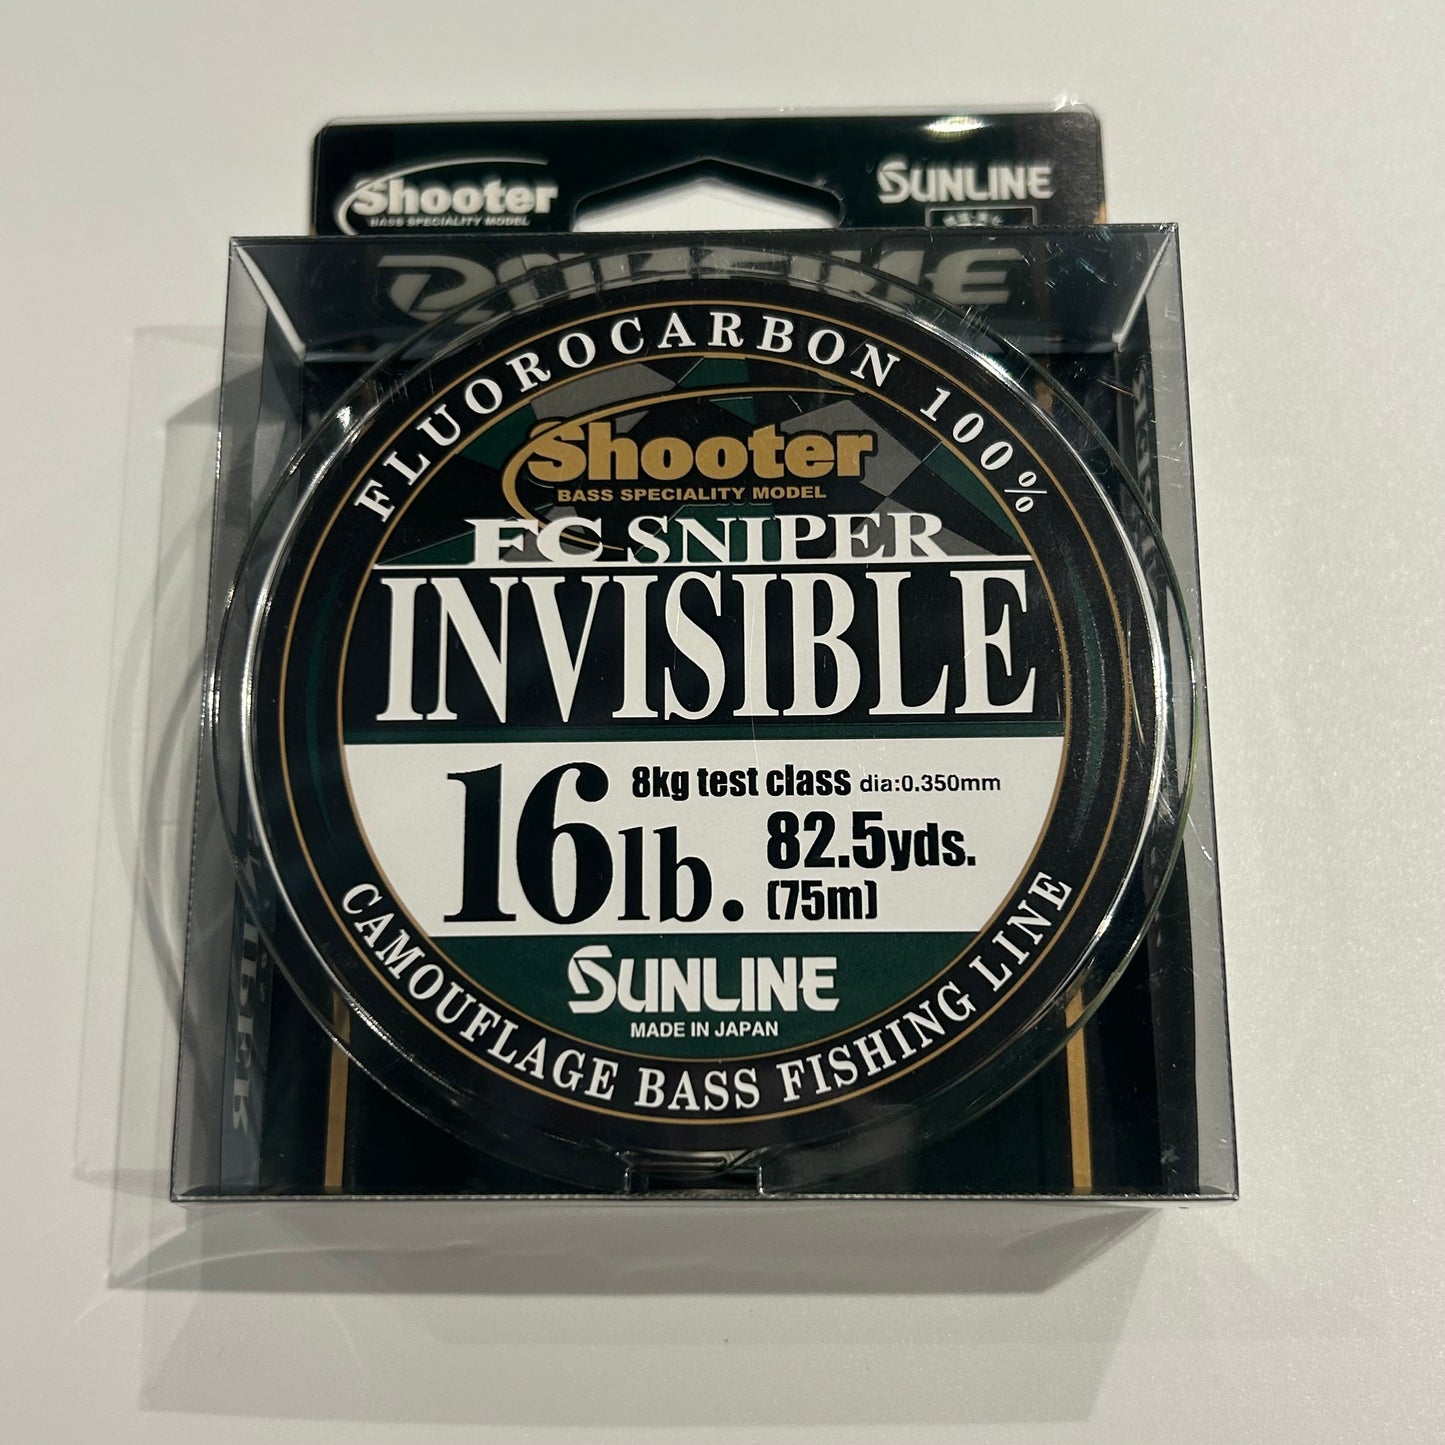 Shooter
BASS SPECIALITY MODEL
SUNLINE
FLUOROCARBON 100%
Shooter
BASS SPECIALITY MODEL
FC SNIPER
INVISIBLE
16lb.
8kg test class dia:0.350mm
82.5yds.
(75m)
SUNLINE
MADE IN JAPAN
CAMOUFLAGE BASS FISHING LINE